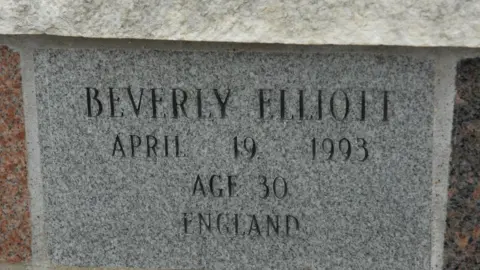 BEVERLY ELLIOTT
APRIL 19 1993
AGE 30
ENGLAND